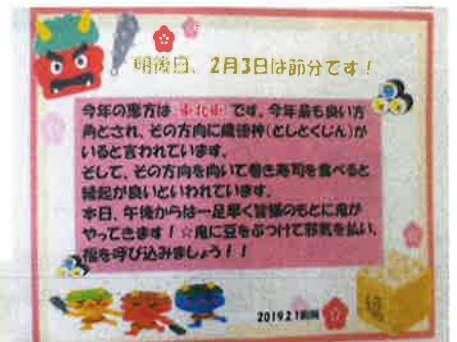 明後日、2月3日は節分です！
今年の恵方は 東北東 です。今年最も良い方
角とされ、その方向に歳徳神(としとくじん)が
いると言われています。
そして、その方向を向いて巻き寿司を食べると
縁起が良いといわれています。
本日、午後からは一足早く皆様のもとに鬼が
やってきます！☆鬼に豆をぶつけて邪気を払い、
福を呼び込みましょう！！
福
2019.2.1